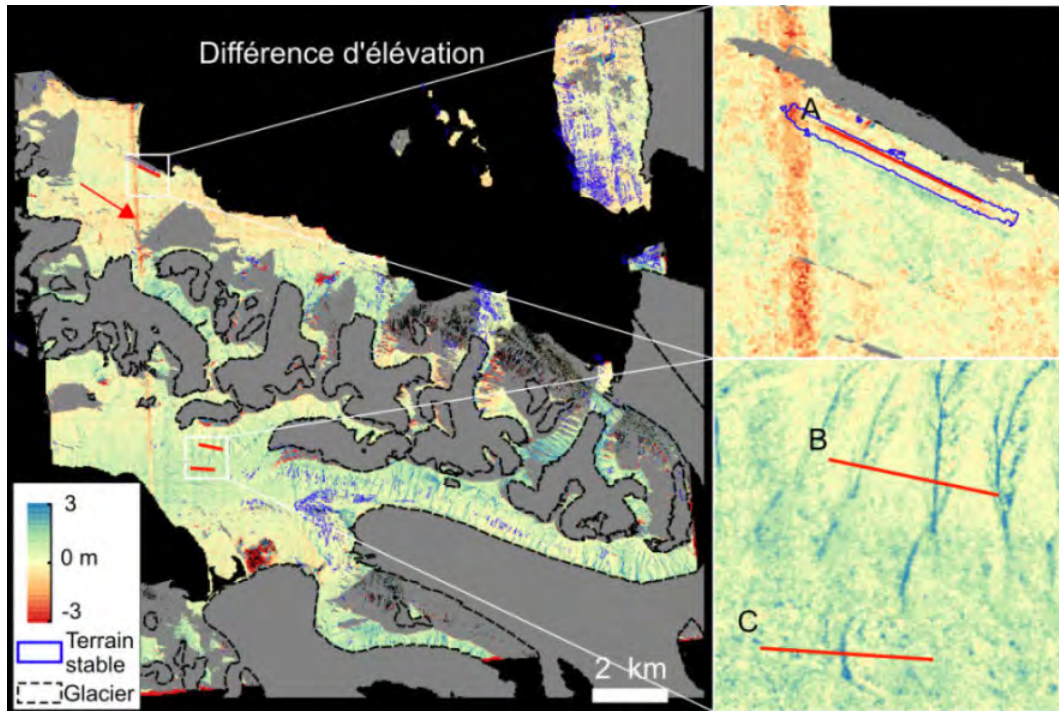 Différence d'élévation
A
B
C
3
0 m
-3
Terrain
stable
Glacier
2 km